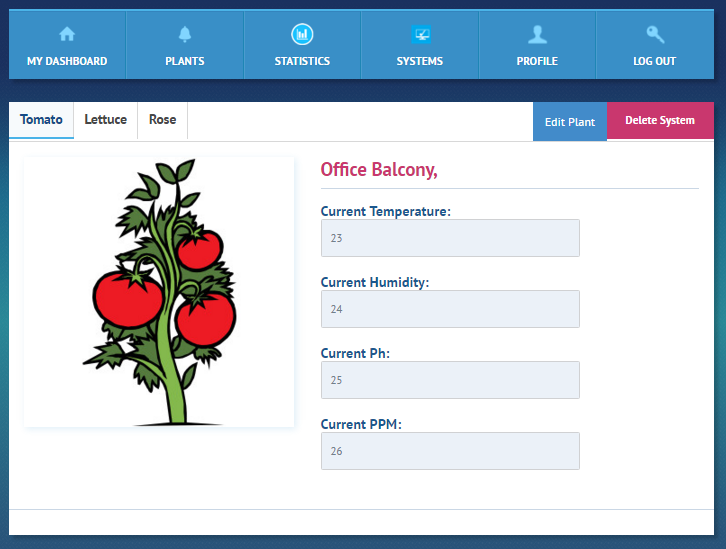 MY DASHBOARD PLANTS STATISTICS SYSTEMS PROFILE LOG OUT
Tomato Lettuce Rose Edit Plant Delete System
Office Balcony,
Current Temperature:
23
Current Humidity:
24
Current Ph:
25
Current PPM:
26